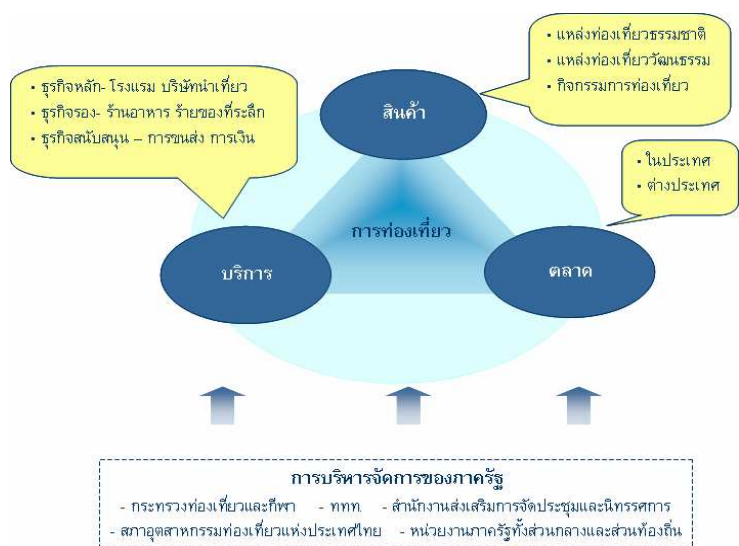 • แหล่งท่องเที่ยวธรรมชาติ
• แหล่งท่องเที่ยววัฒนธรรม
• กิจกรรมการท่องเที่ยว
• ธุรกิจหลัก- โรงแรม บริษัทนำเที่ยว
• ธุรกิจรอง- ร้านอาหาร ร้ายของที่ระลึก
• ธุรกิจสนับสนุน – การขนส่ง การเงิน
สินค้า
• ในประเทศ
• ต่างประเทศ
การท่องเที่ยว
บริการ
ตลาด
การบริหารจัดการของภาครัฐ
- กระทรวงท่องเที่ยวและกีฬา - ททท. - สำนักงานส่งเสริมการจัดประชุมและนิทรรศการ
- สภาอุตสาหกรรมท่องเที่ยวแห่งประเทศไทย - หน่วยงานภาครัฐทั้งส่วนกลางและส่วนท้องถิ่น